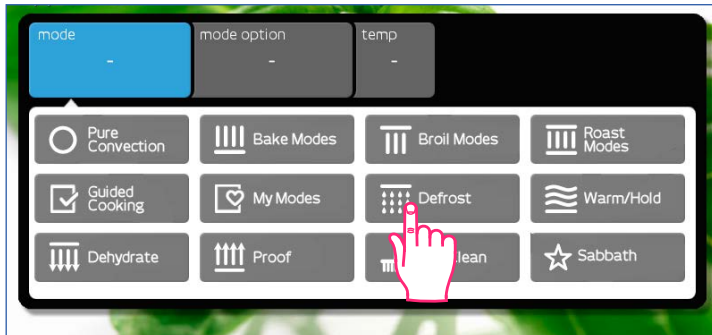 mode mode option temp
- - -
Pure
Convection
Bake Modes
Broil Modes
Roast
Modes
Guided
Cooking
My Modes
Defrost
Warm/Hold
Dehydrate
Proof
Sabbath